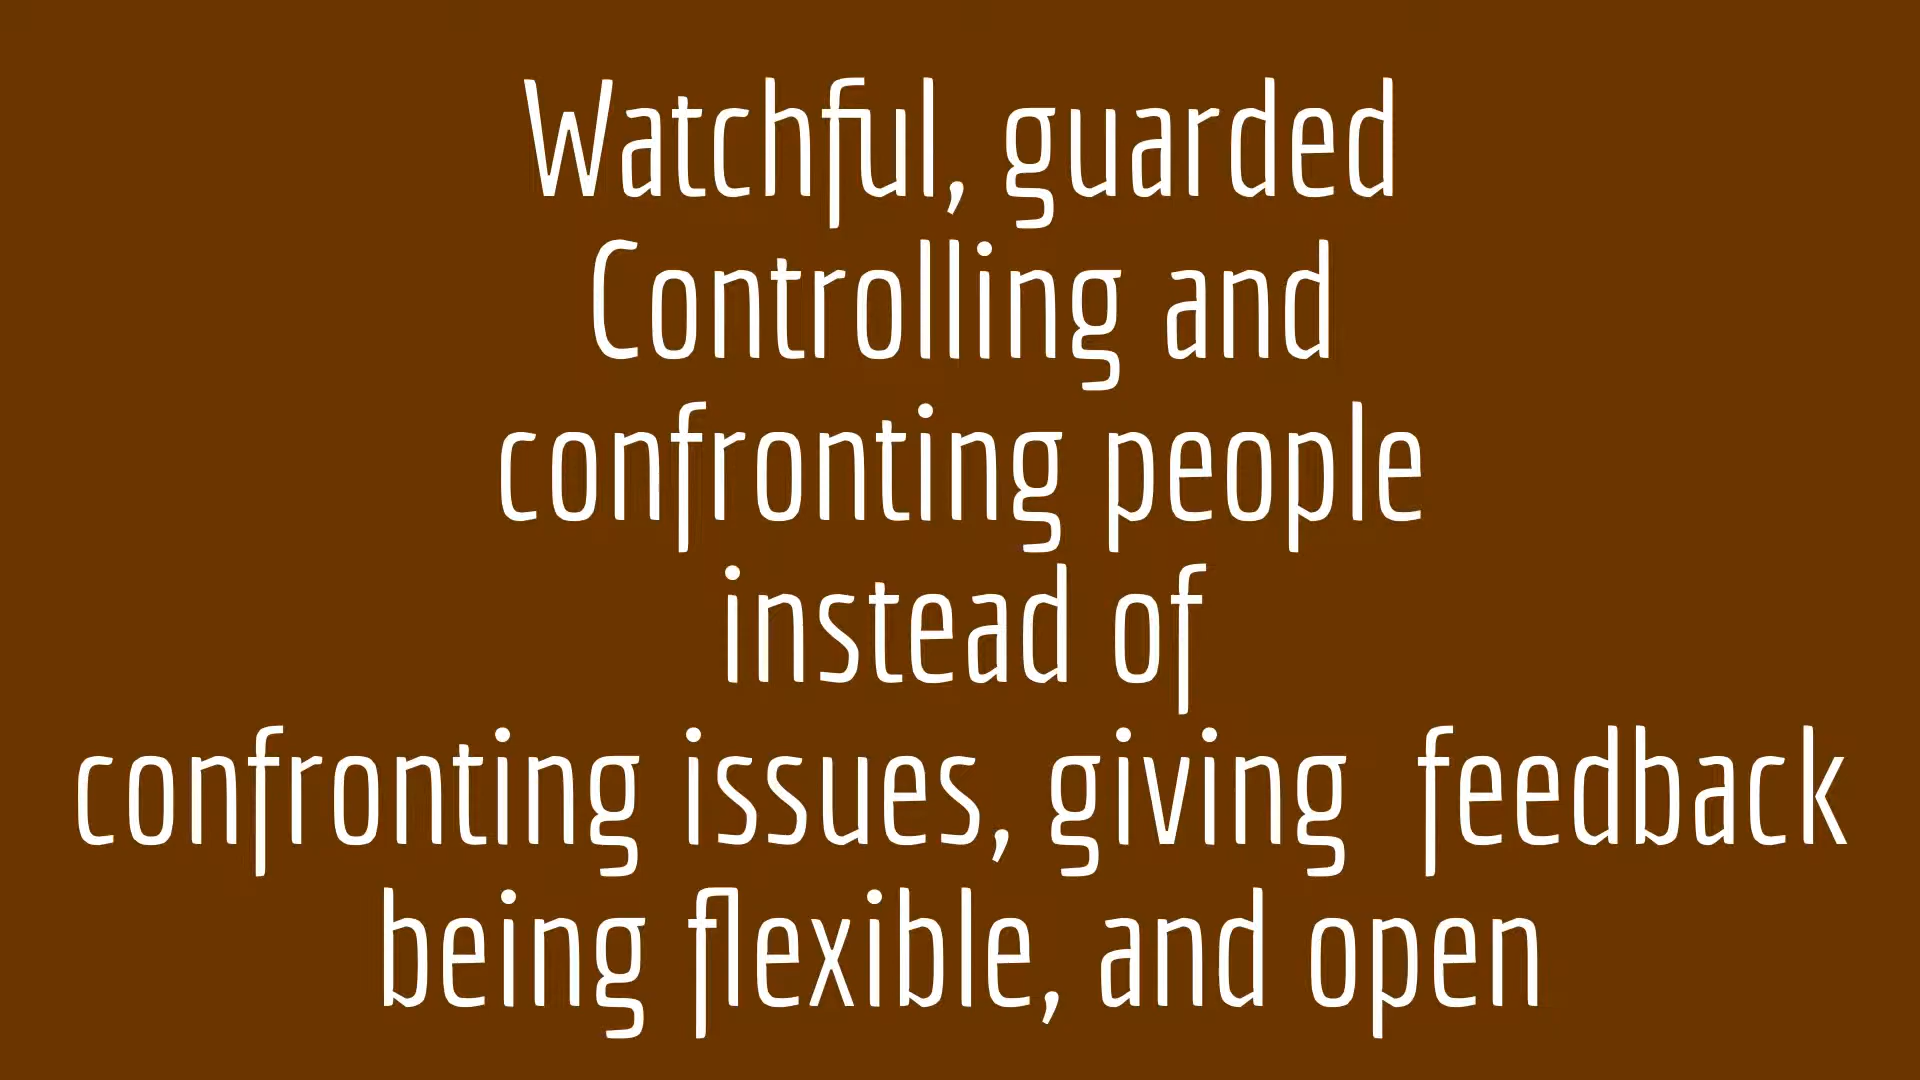 Watchful, guarded
Controlling and
confronting people
instead of
confronting issues, giving  feedback
being flexible, and open